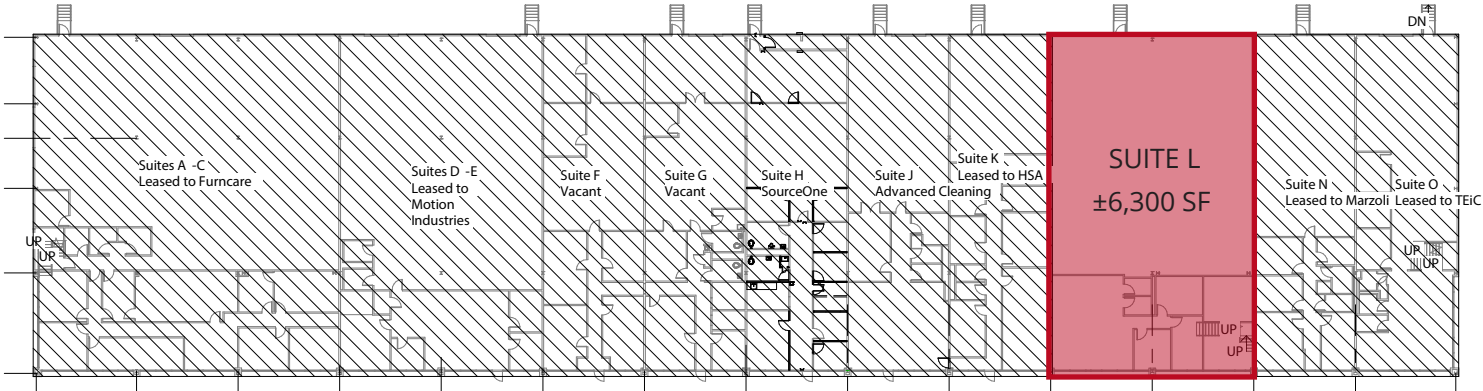 DN
Suites A -C
Leased to Furncare
Suites D -E
Leased to
Motion
Industries
Suite F
Vacant
Suite G
Vacant
Suite H
SourceOne
Suite J
Advanced Cleaning
Suite K
Leased to HSA
SUITE L
±6,300 SF
Suite N
Leased to Marzoli
Suite O
Leased to TEiC
UP
UP
UP
UP
UP
UP